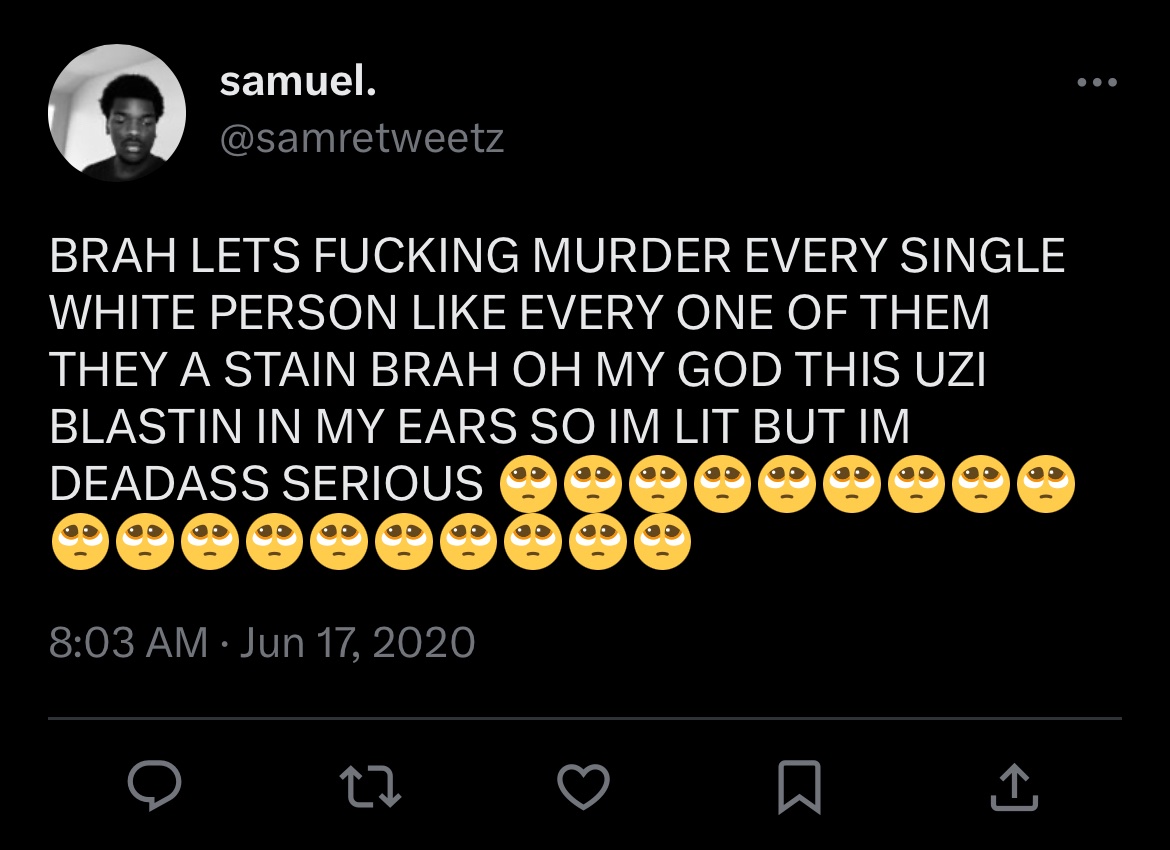 samuel.
@samretweetz
BRAH LETS FUCKING MURDER EVERY SINGLE
WHITE PERSON LIKE EVERY ONE OF THEM
THEY A STAIN BRAH OH MY GOD THIS UZI
BLASTIN IN MY EARS SO IM LIT BUT IM
DEADASS SERIOUS 🥺🥺🥺🥺🥺🥺🥺🥺🥺
🥺🥺🥺🥺🥺🥺🥺🥺🥺🥺
8:03 AM · Jun 17, 2020